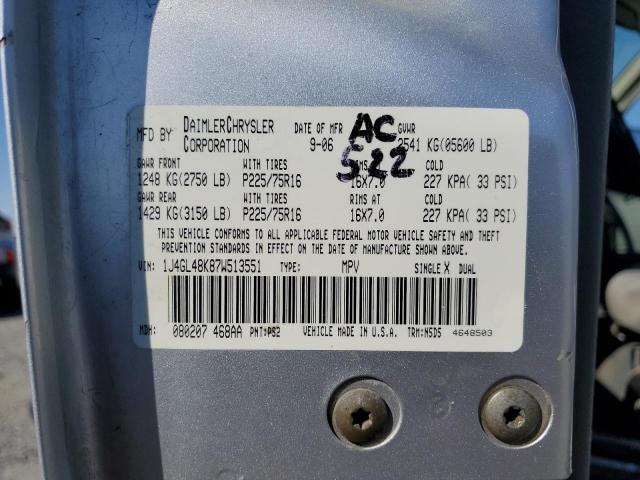 MFD BY DAIMLERCHRYSLER CORPORATION
DATE OF MFR 9-06
GVWR 2541 KG(05600 LB)
AC
522
GAWR FRONT WITH TIRES RIMS COLD
1248 KG(2750 LB) P225/75R16 16X7.0 227 KPA( 33 PSI)
GAWR REAR WITH TIRES RIMS AT COLD
1429 KG(3150 LB) P225/75R16 16X7.0 227 KPA( 33 PSI)
THIS VEHICLE CONFORMS TO ALL APPLICABLE FEDERAL MOTOR VEHICLE SAFETY AND THEFT
PREVENTION STANDARDS IN EFFECT ON THE DATE OF MANUFACTURE SHOWN ABOVE.
VIN: 1J4GL48K87W513551 TYPE: MPV SINGLE X DUAL
MDH: 080207 468AA PNT:PS2 VEHICLE MADE IN U.S.A. TRM:N5D5 4648503